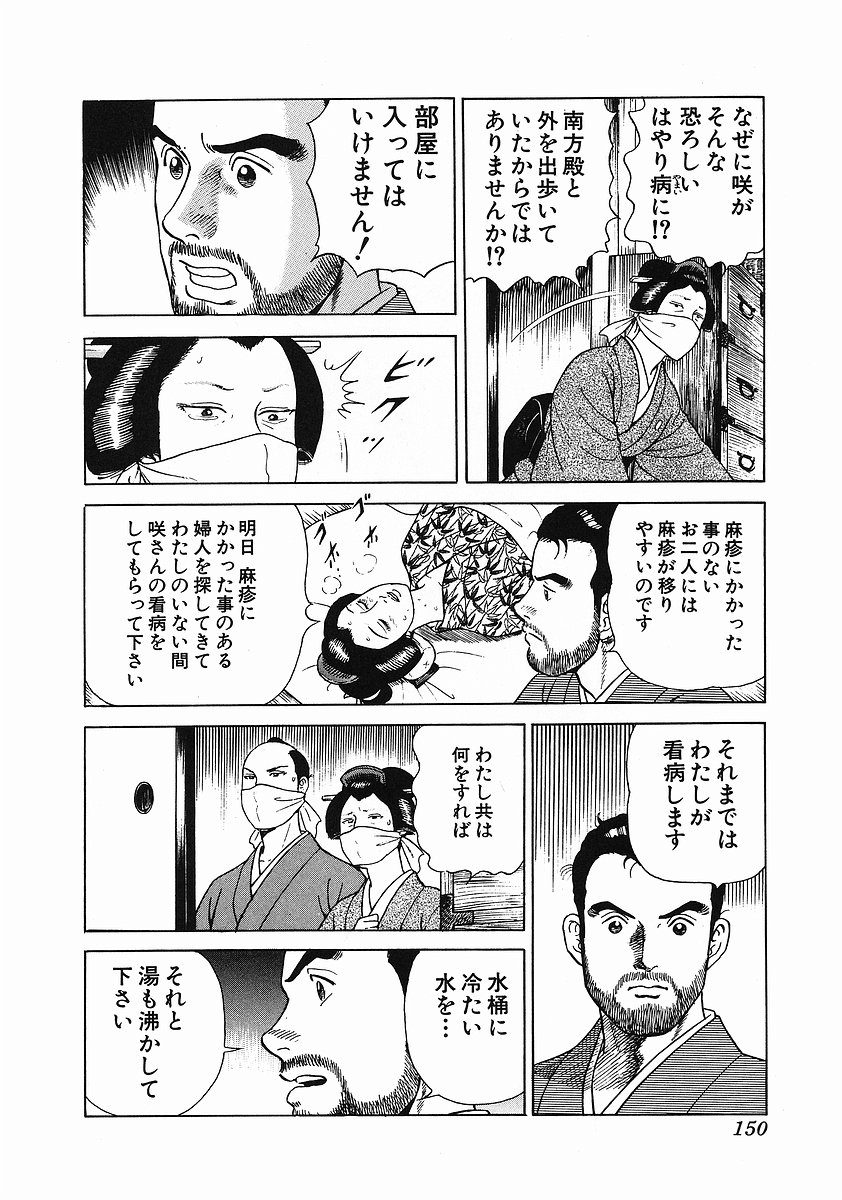 なぜに咲が
そんな
恐ろしい
はやり病に!?
やまい
南方殿と
外を出歩いて
いたからでは
ありませんか!?
部屋に
入っては
いけません!
ビクッ
麻疹にかかった
事のない
お二人には
麻疹が移り
やすいのです
ゼ
ゼ
明日 麻疹に
かかった事のある
婦人を探してきて
わたしのいない間
咲さんの看病を
してもらって下さい
それまでは
わたしが
看病します
わたし共は
何をすれば
水桶に
冷たい
水を…
それと
湯も沸かして
下さい
150